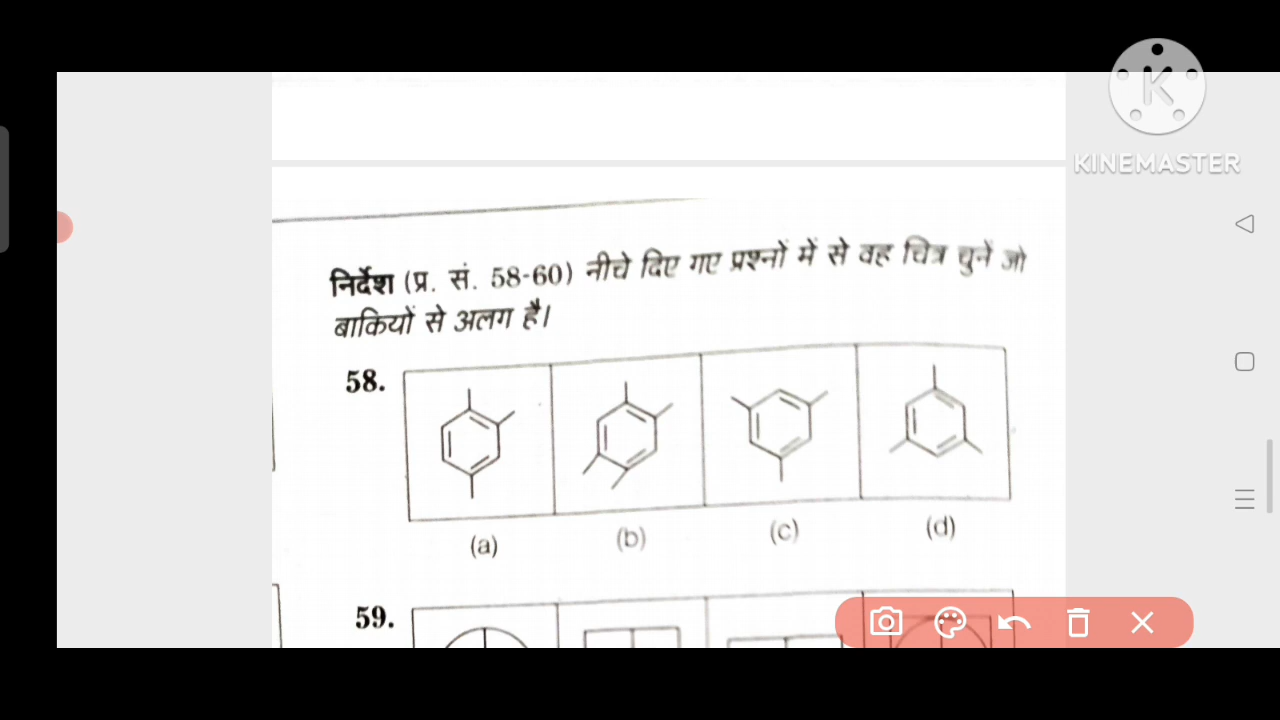 KINEMASTER
निर्देश (प्र. सं. 58-60) नीचे दिए गए प्रश्नों में से वह चित्र चुनें जो
बाकियों से अलग है।
58.
(a) (b) (c) (d)
59.